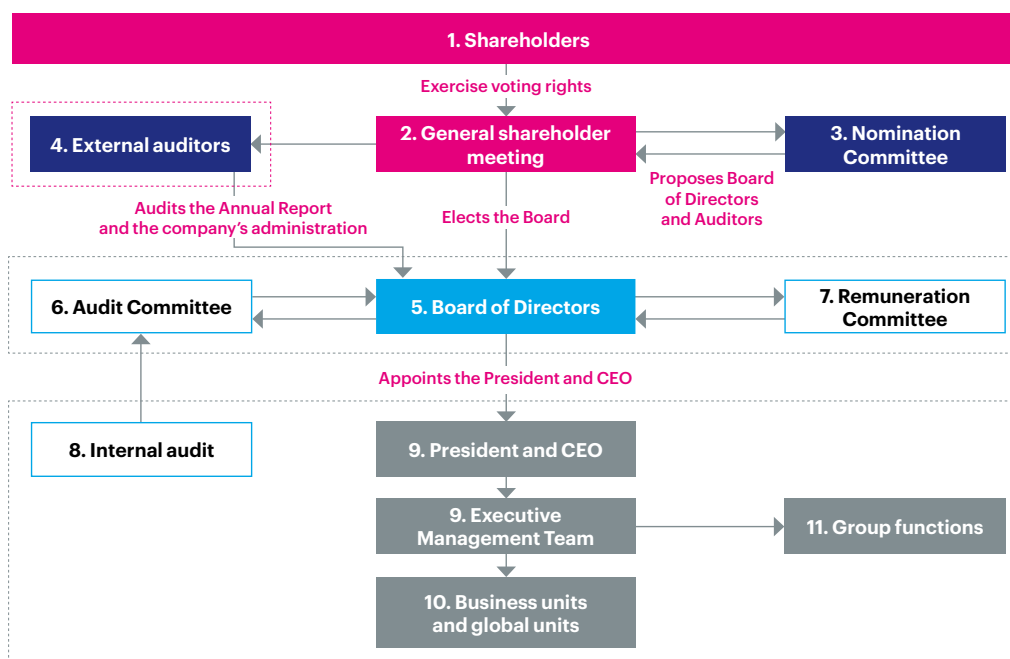 1. Shareholders
Exercise voting rights
4. External auditors
2. General shareholder
meeting
3. Nomination
Committee
Proposes Board
of Directors
and Auditors
Audits the Annual Report
and the company's administration
Elects the Board
6. Audit Committee
5. Board of Directors
7. Remuneration
Committee
Appoints the President and CEO
8. Internal audit
9. President and CEO
9. Executive
Management Team
11. Group functions
10. Business units
and global units